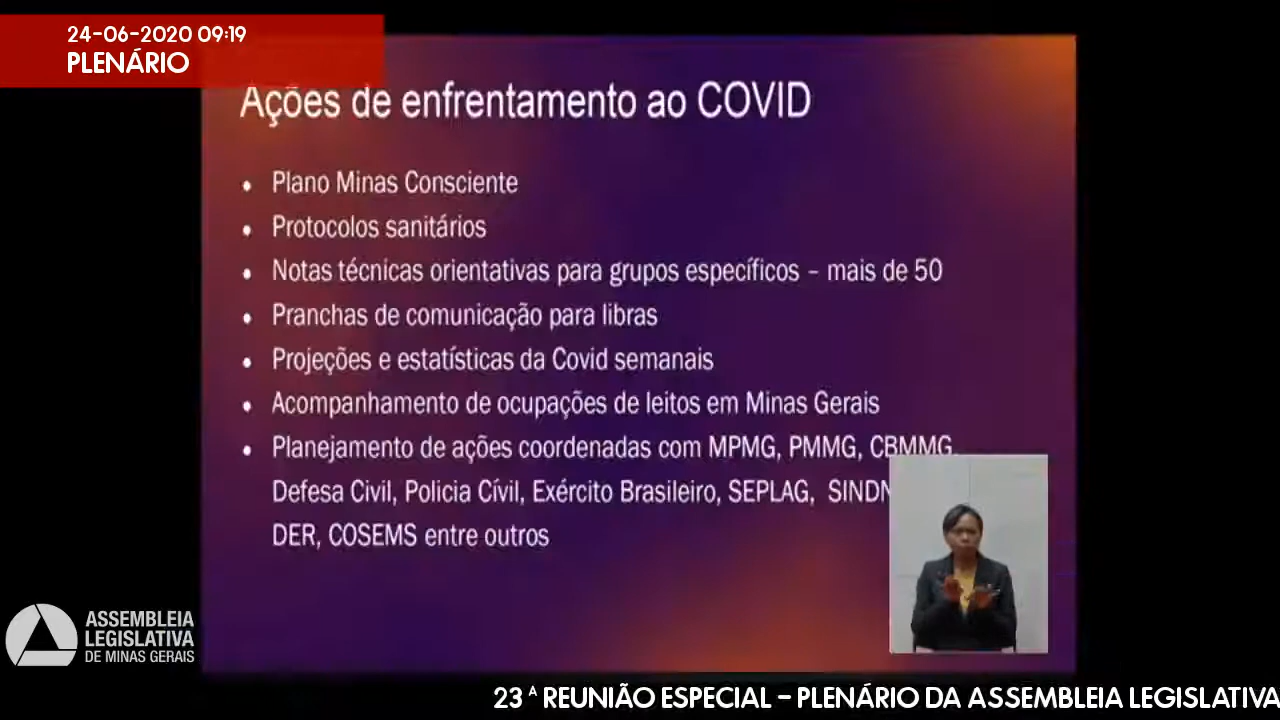 24-06-2020 09:19
PLENÁRIO
Ações de enfrentamento ao COVID
• Plano Minas Consciente
• Protocolos sanitários
• Notas técnicas orientativas para grupos específicos – mais de 50
• Pranchas de comunicação para libras
• Projeções e estatísticas da Covid semanais
• Acompanhamento de ocupações de leitos em Minas Gerais
• Planejamento de ações coordenadas com MPMG, PMMG, CBMMG,
Defesa Civil, Policia Cívil, Exército Brasileiro, SEPLAG,
DER, COSEMS entre outros
ASSEMBLEIA
LEGISLATIVA
DE MINAS GERAIS
23ª REUNIÃO ESPECIAL – PLENÁRIO DA ASSEMBLEIA LEGISLATIVA